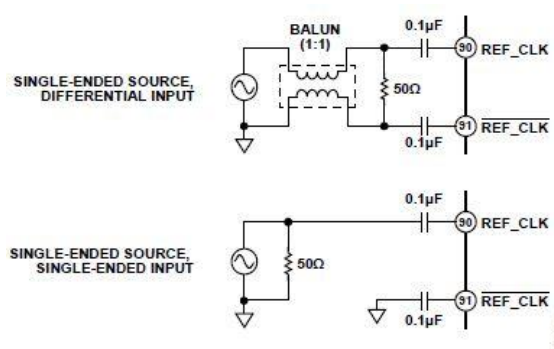 BALUN
(1:1)
0.1µF
90 REF_CLK
SINGLE-ENDED SOURCE,
DIFFERENTIAL INPUT
50Ω
91 REF_CLK
0.1µF
0.1µF
90 REF_CLK
SINGLE-ENDED SOURCE,
SINGLE-ENDED INPUT
50Ω
91 REF_CLK
0.1µF